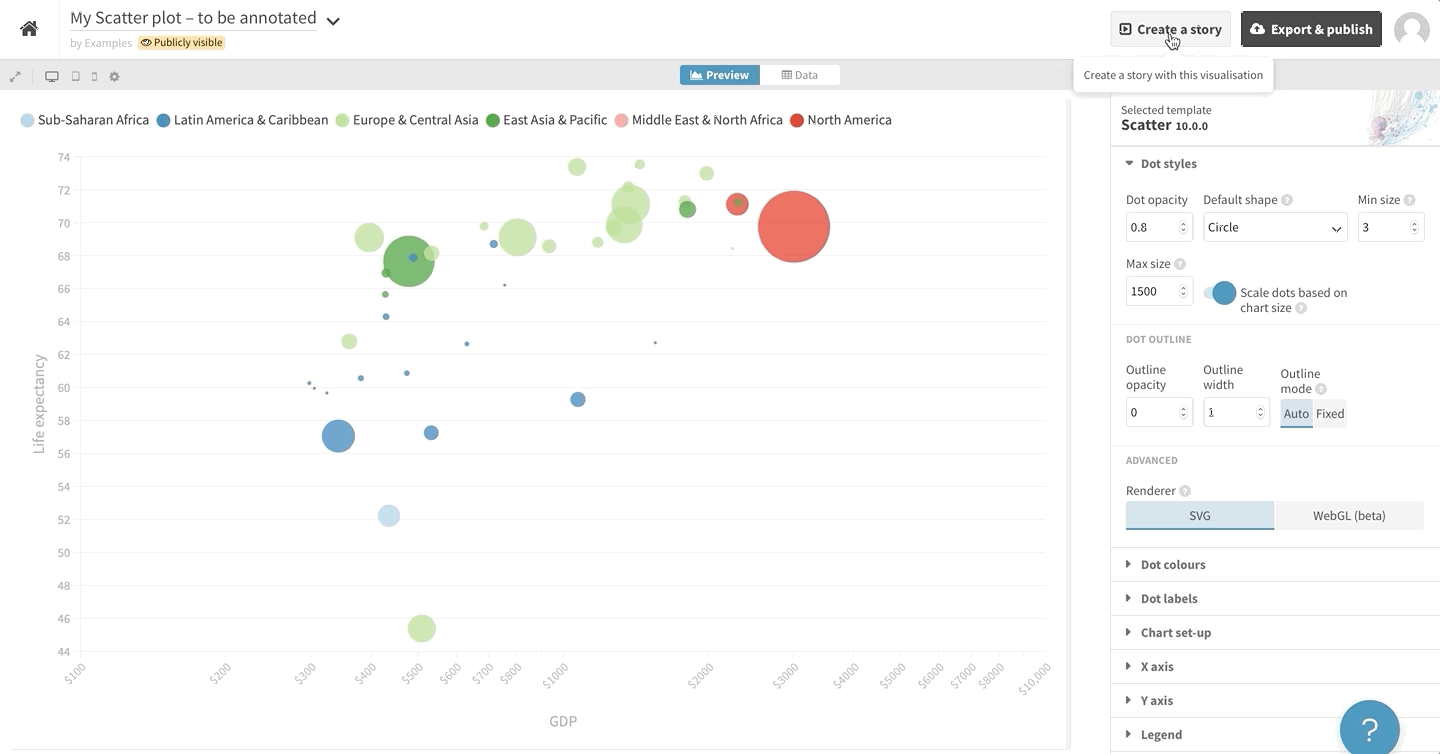 My Scatter plot – to be annotated
by Examples Publicly visible
Create a story
Export & publish
Create a story with this visualisation
Preview
Data
Sub-Saharan Africa Latin America & Caribbean Europe & Central Asia East Asia & Pacific Middle East & North Africa North America
74
72
70
68
66
64
62
60
58
56
54
52
50
48
46
44
Life expectancy
$100
$200
$300
$400
$500
$600
$700
$800
$1000
$2000
$3000
$4000
$5000
$6000
$7000
$8000
$10,000
GDP
Selected template
Scatter 10.0.0
Dot styles
Dot opacity Default shape ? Min size ?
0.8 Circle 3
Max size ?
1500
Scale dots based on
chart size ?
DOT OUTLINE
Outline
opacity
Outline
width
Outline
mode ?
0 1 Auto Fixed
ADVANCED
Renderer ?
SVG WebGL (beta)
Dot colours
Dot labels
Chart set-up
X axis
Y axis
Legend
?